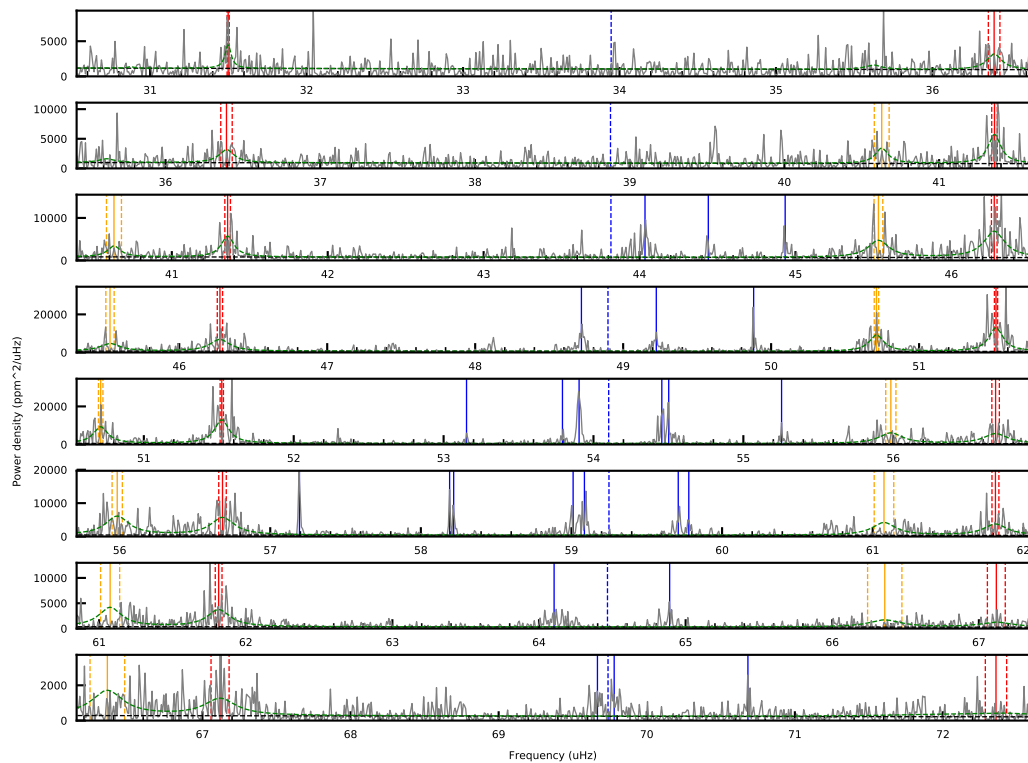 5000
0
31 32 33 34 35 36
10000
5000
0
36 37 38 39 40 41
10000
0
41 42 43 44 45 46
20000
0
46 47 48 49 50 51
20000
0
51 52 53 54 55 56
20000
10000
0
56 57 58 59 60 61 62
10000
5000
0
61 62 63 64 65 66 67
2000
0
67 68 69 70 71 72
Power density (ppm^2/uHz)
Frequency (uHz)